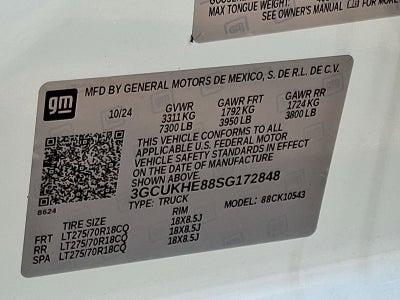 MAX TONGUE WEIGHT:
SEE OWNER'S MANUAL FOR MORE
gm
MFD BY GENERAL MOTORS DE MEXICO, S. DE R.L. DE C.V.
10/24 GVWR GAWR FRT GAWR RR
3311 KG 1792 KG 1724 KG
7300 LB 3950 LB 3800 LB
THIS VEHICLE CONFORMS TO ALL
APPLICABLE U.S. FEDERAL MOTOR
VEHICLE SAFETY STANDARDS IN EFFECT
ON THE DATE OF MANUFACTURE
3GCUKHE88SG172848
TYPE: TRUCK MODEL: 88CK10543
8624
TIRE SIZE RIM
FRT LT275/70R18CQ 18X8.5J
RR LT275/70R18CQ 18X8.5J
SPA LT275/70R18CQ 18X8.5J